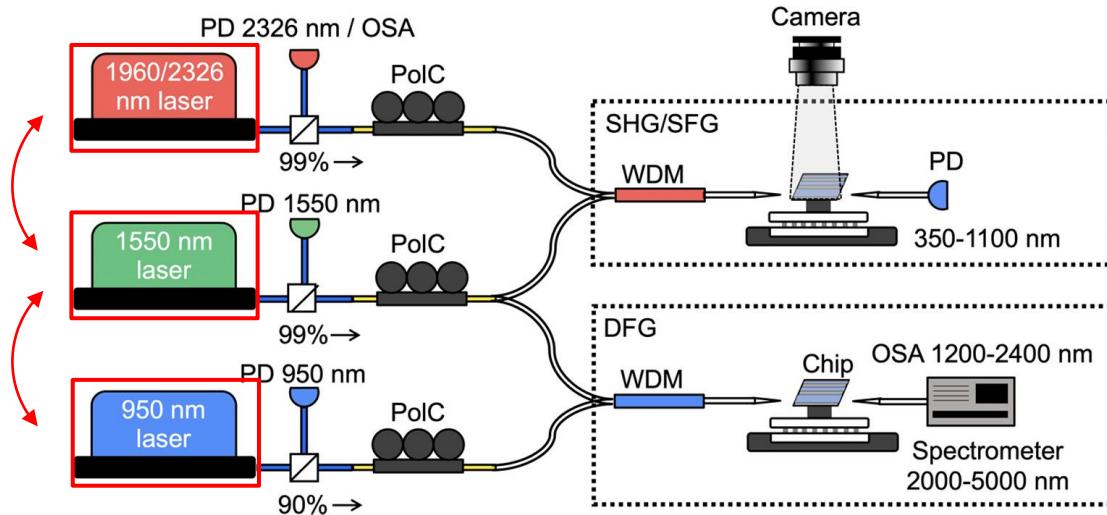 Camera
PD 2326 nm / OSA
1960/2326
nm laser
PolC
99% →
SHG/SFG
WDM
PD
350-1100 nm
PD 1550 nm
1550 nm
laser
PolC
99% →
DFG
PD 950 nm
950 nm
laser
PolC
90% →
WDM
Chip
OSA 1200-2400 nm
Spectrometer
2000-5000 nm